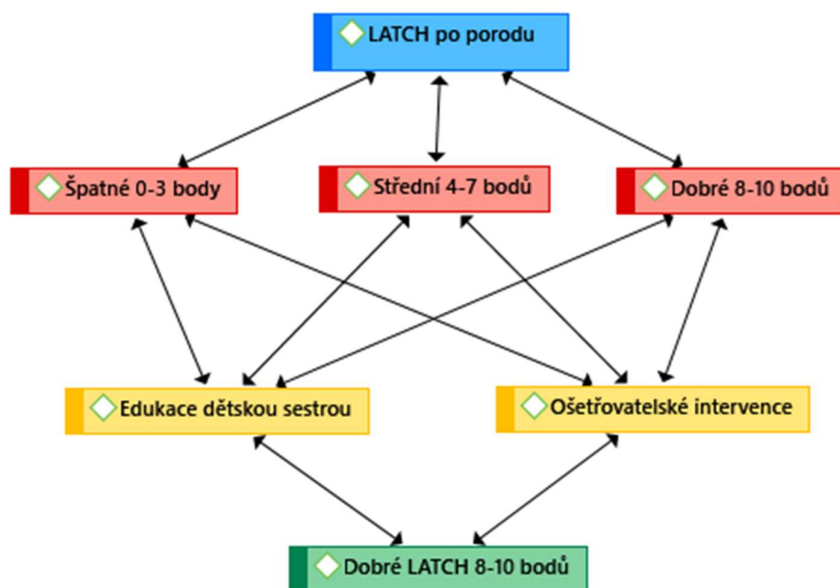 LATCH po porodu
Špatné 0-3 body
Střední 4-7 bodů
Dobré 8-10 bodů
Edukace dětskou sestrou
Ošetřovatelské intervence
Dobré LATCH 8-10 bodů